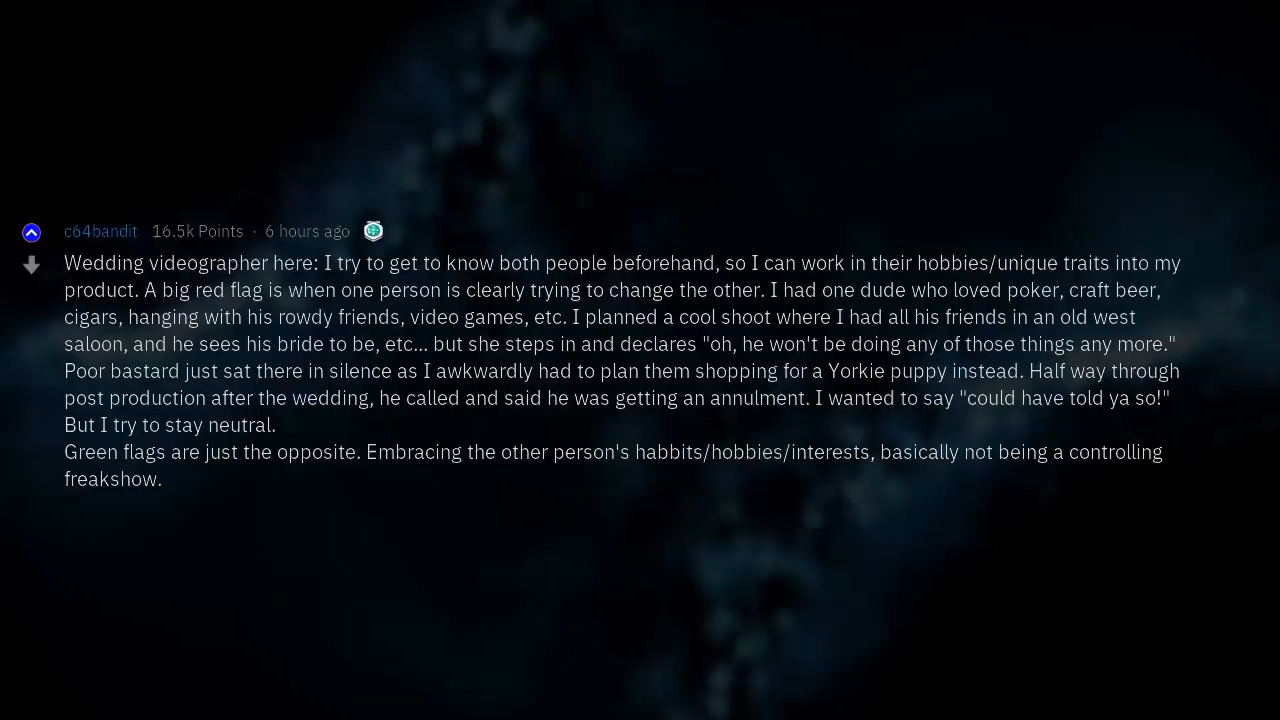 c64bandit 16.5k Points · 6 hours ago
Wedding videographer here: I try to get to know both people beforehand, so I can work in their hobbies/unique traits into my
product. A big red flag is when one person is clearly trying to change the other. I had one dude who loved poker, craft beer,
cigars, hanging with his rowdy friends, video games, etc. I planned a cool shoot where I had all his friends in an old west
saloon, and he sees his bride to be, etc... but she steps in and declares "oh, he won't be doing any of those things any more."
Poor bastard just sat there in silence as I awkwardly had to plan them shopping for a Yorkie puppy instead. Half way through
post production after the wedding, he called and said he was getting an annulment. I wanted to say "could have told ya so!"
But I try to stay neutral.
Green flags are just the opposite. Embracing the other person's habbits/hobbies/interests, basically not being a controlling
freakshow.